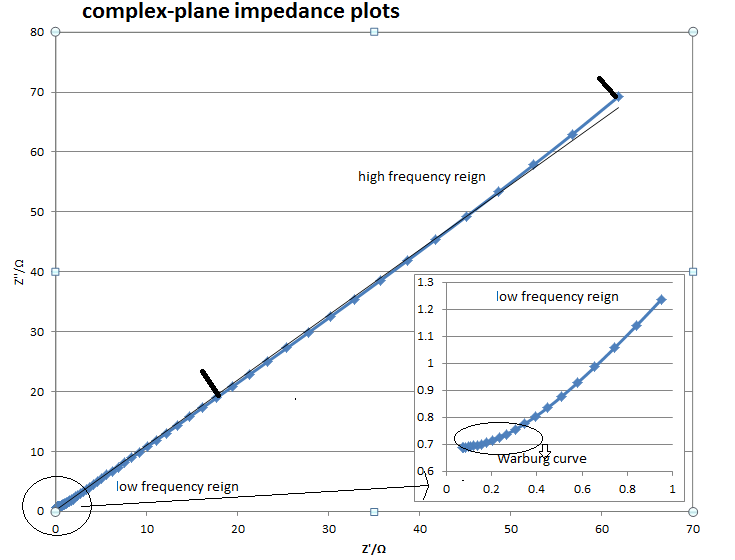 complex-plane impedance plots
80
70
60
50
40
30
20
10
0
Z''/Ω
0 10 20 30 40 50 60 70
Z'/Ω
high frequency reign
low frequency reign
low frequency reign
1.3
1.2
1.1
1
0.9
0.8
0.7
0.6
0 0.2 0.4 0.6 0.8 1
Warburg curve